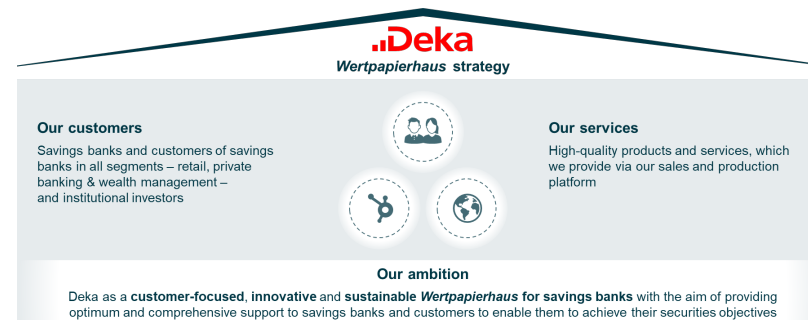 Deka
Wertpapierhaus strategy
Our customers
Savings banks and customers of savings
banks in all segments – retail, private
banking & wealth management –
and institutional investors
Our services
High-quality products and services, which
we provide via our sales and production
platform
Our ambition
Deka as a customer-focused, innovative and sustainable Wertpapierhaus for savings banks with the aim of providing
optimum and comprehensive support to savings banks and customers to enable them to achieve their securities objectives